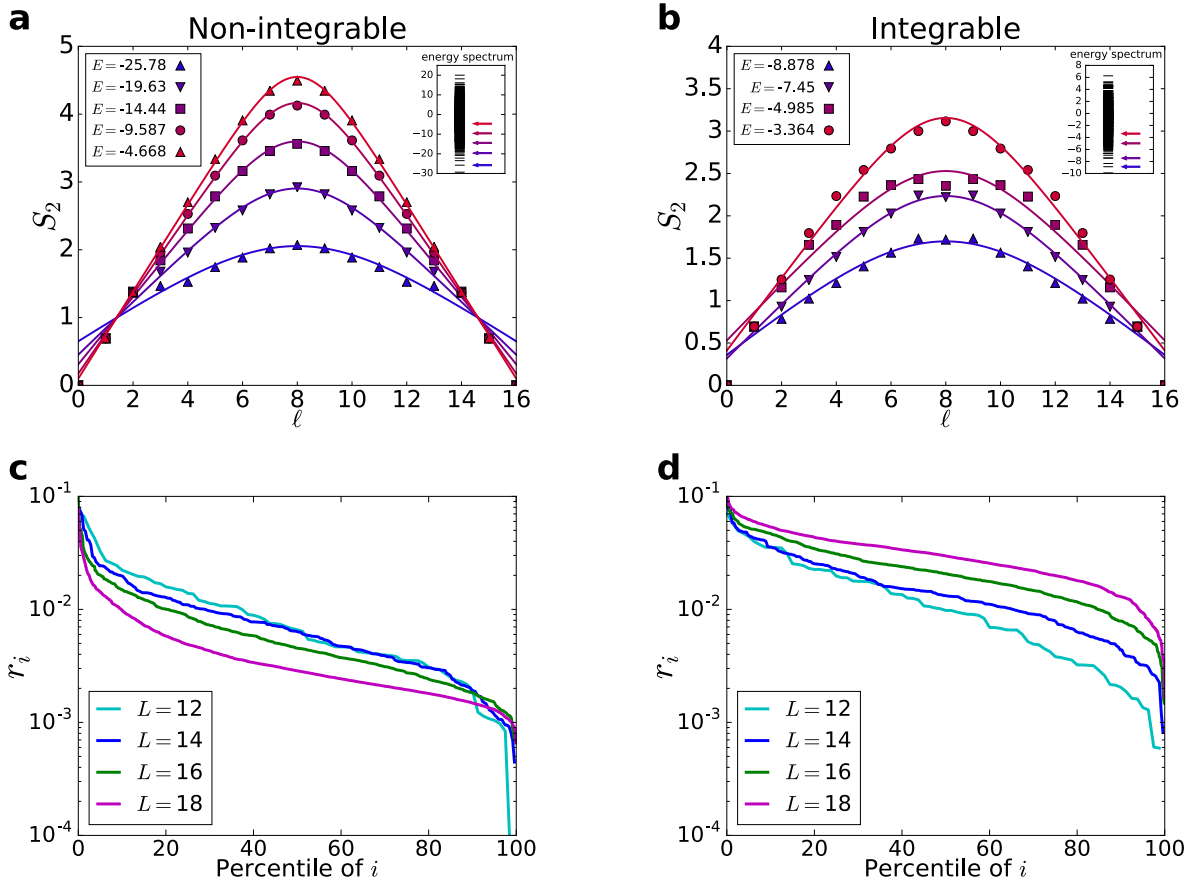 a
Non-integrable
5
4
3
2
1
0
S₂
E = -25.78
E = -19.63
E = -14.44
E = -9.587
E = -4.668
energy spectrum
20
10
0
−10
−20
−30
0 2 4 6 8 10 12 14 16
ℓ
b
Integrable
4
3.5
3
2.5
2
1.5
1
0.5
0
S₂
E = -8.878
E = -7.45
E = -4.985
E = -3.364
energy spectrum
8
6
4
2
0
−2
−4
−6
−8
−10
0 2 4 6 8 10 12 14 16
ℓ
c
10⁻¹
10⁻²
10⁻³
10⁻⁴
rᵢ
L = 12
L = 14
L = 16
L = 18
0 20 40 60 80 100
Percentile of i
d
10⁻¹
10⁻²
10⁻³
10⁻⁴
rᵢ
L = 12
L = 14
L = 16
L = 18
0 20 40 60 80 100
Percentile of i